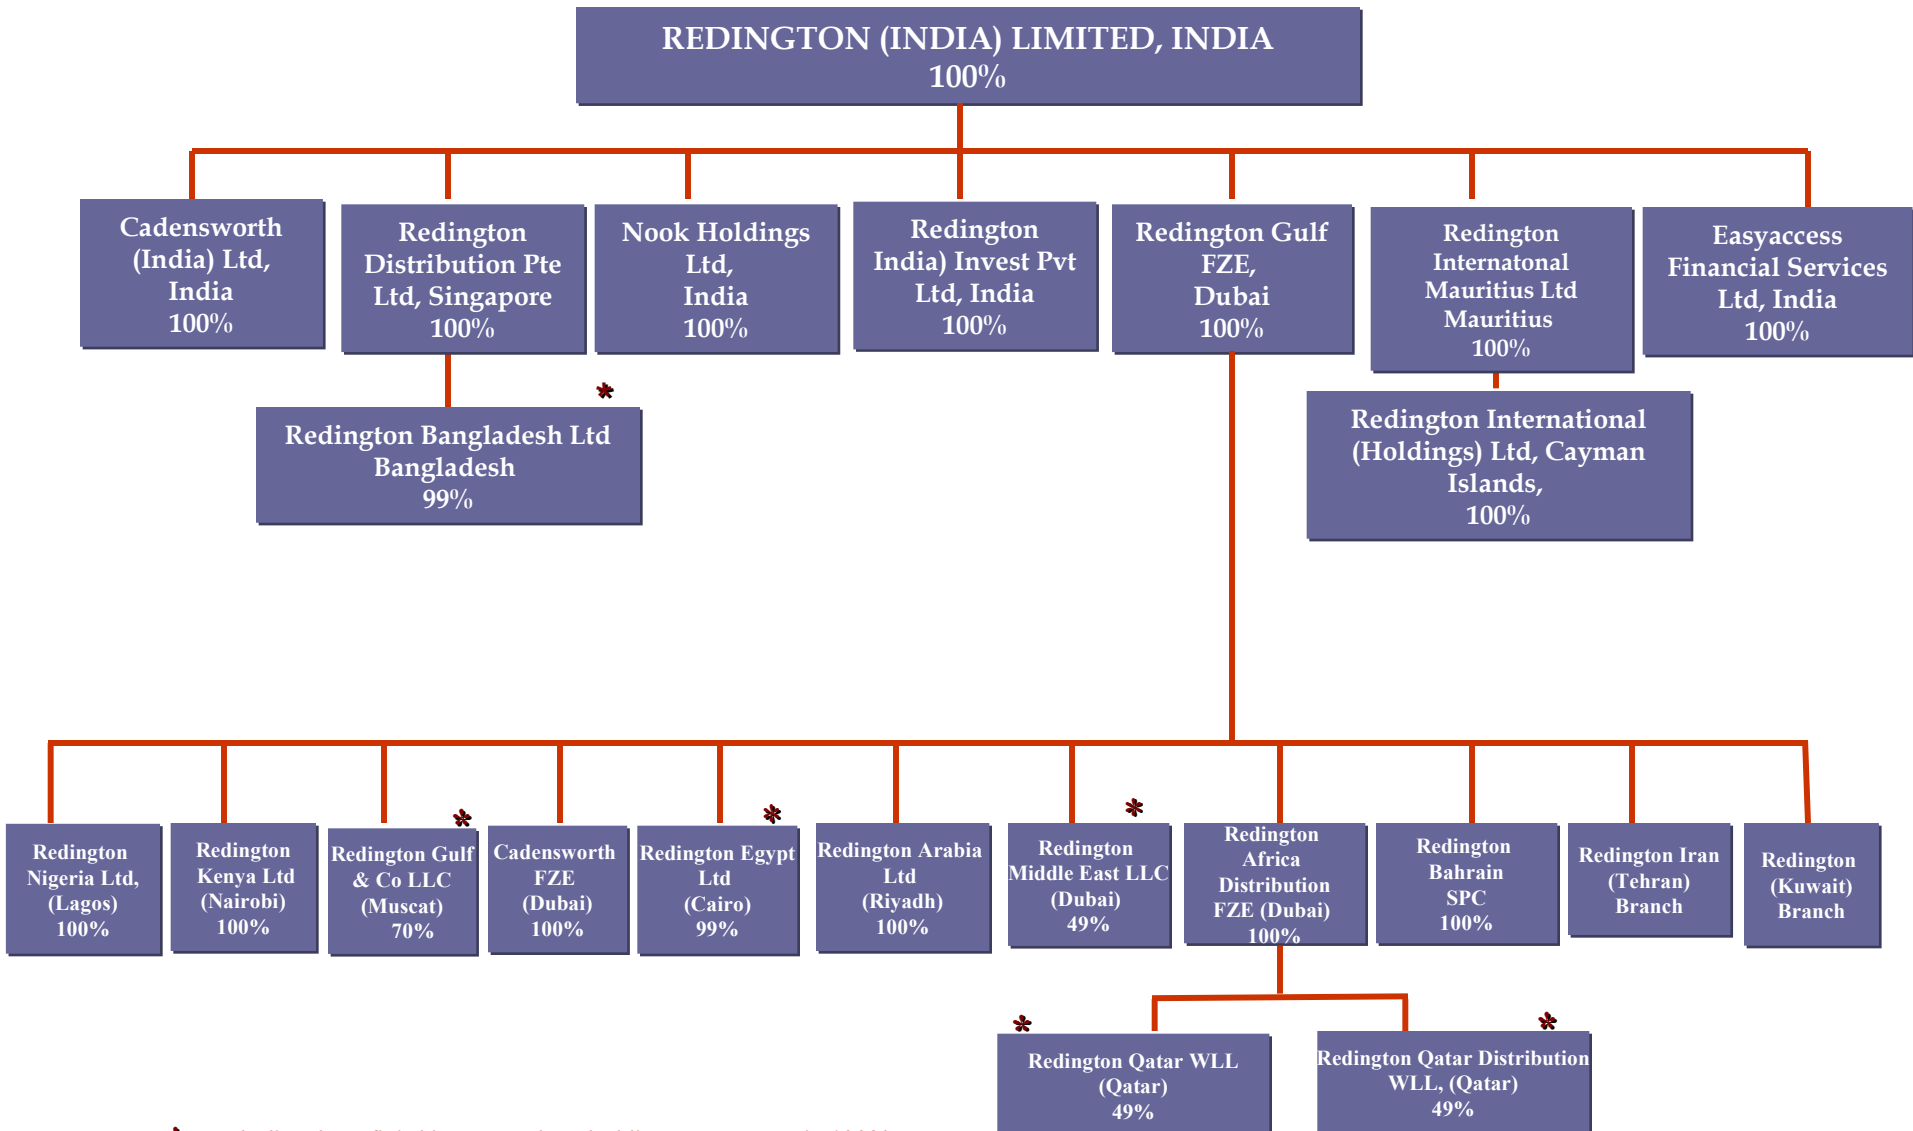 REDINGTON (INDIA) LIMITED, INDIA
100%
Cadensworth
(India) Ltd,
India
100%
Redington
Distribution Pte
Ltd, Singapore
100%
Nook Holdings
Ltd,
India
100%
Redington
India) Invest Pvt
Ltd, India
100%
Redington Gulf
FZE,
Dubai
100%
Redington
Internatonal
Mauritius Ltd
Mauritius
100%
Easyaccess
Financial Services
Ltd, India
100%
*
Redington Bangladesh Ltd
Bangladesh
99%
Redington International
(Holdings) Ltd, Cayman
Islands,
100%
Redington
Nigeria Ltd,
(Lagos)
100%
Redington
Kenya Ltd
(Nairobi)
100%
*
Redington Gulf
& Co LLC
(Muscat)
70%
Cadensworth
FZE
(Dubai)
100%
*
Redington Egypt
Ltd
(Cairo)
99%
Redington Arabia
Ltd
(Riyadh)
100%
*
Redington
Middle East LLC
(Dubai)
49%
Redington
Africa
Distribution
FZE (Dubai)
100%
Redington
Bahrain
SPC
100%
Redington Iran
(Tehran)
Branch
Redington
(Kuwait)
Branch
*
Redington Qatar WLL
(Qatar)
49%
*
Redington Qatar Distribution
WLL, (Qatar)
49%